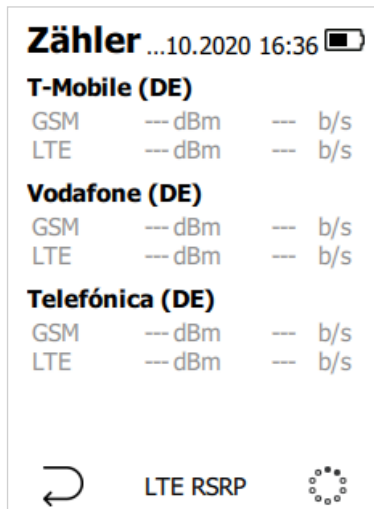 Zähler ...10.2020 16:36
T-Mobile (DE)
GSM --- dBm --- b/s
LTE --- dBm --- b/s
Vodafone (DE)
GSM --- dBm --- b/s
LTE --- dBm --- b/s
Telefónica (DE)
GSM --- dBm --- b/s
LTE --- dBm --- b/s
LTE RSRP